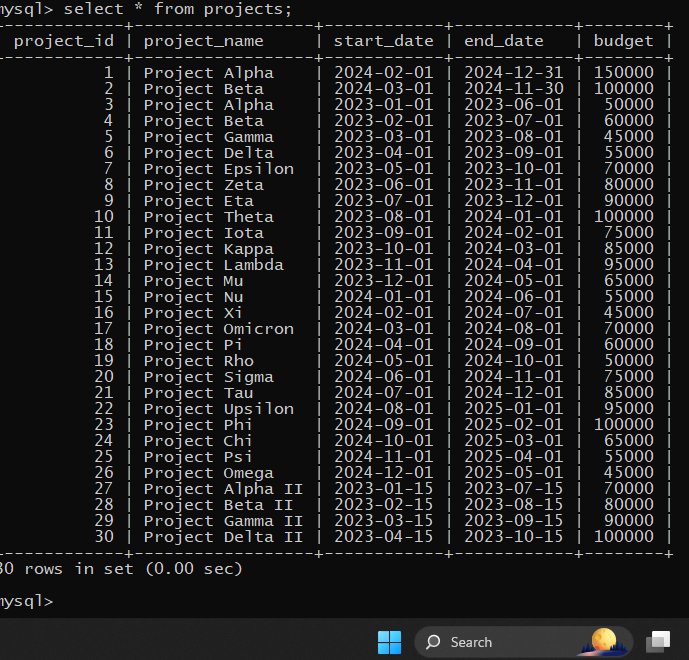 mysql> select * from projects;
+------------+------------------+------------+------------+--------+
| project_id | project_name     | start_date | end_date   | budget |
+------------+------------------+------------+------------+--------+
| 1 | Project Alpha | 2024-02-01 | 2024-12-31 | 150000 |
| 2 | Project Beta | 2024-03-01 | 2024-11-30 | 100000 |
| 3 | Project Alpha | 2023-01-01 | 2023-06-01 | 50000 |
| 4 | Project Beta | 2023-02-01 | 2023-07-01 | 60000 |
| 5 | Project Gamma | 2023-03-01 | 2023-08-01 | 45000 |
| 6 | Project Delta | 2023-04-01 | 2023-09-01 | 55000 |
| 7 | Project Epsilon | 2023-05-01 | 2023-10-01 | 70000 |
| 8 | Project Zeta | 2023-06-01 | 2023-11-01 | 80000 |
| 9 | Project Eta | 2023-07-01 | 2023-12-01 | 90000 |
| 10 | Project Theta | 2023-08-01 | 2024-01-01 | 100000 |
| 11 | Project Iota | 2023-09-01 | 2024-02-01 | 75000 |
| 12 | Project Kappa | 2023-10-01 | 2024-03-01 | 85000 |
| 13 | Project Lambda | 2023-11-01 | 2024-04-01 | 95000 |
| 14 | Project Mu | 2023-12-01 | 2024-05-01 | 65000 |
| 15 | Project Nu | 2024-01-01 | 2024-06-01 | 55000 |
| 16 | Project Xi | 2024-02-01 | 2024-07-01 | 45000 |
| 17 | Project Omicron | 2024-03-01 | 2024-08-01 | 70000 |
| 18 | Project Pi | 2024-04-01 | 2024-09-01 | 60000 |
| 19 | Project Rho | 2024-05-01 | 2024-10-01 | 50000 |
| 20 | Project Sigma | 2024-06-01 | 2024-11-01 | 75000 |
| 21 | Project Tau | 2024-07-01 | 2024-12-01 | 85000 |
| 22 | Project Upsilon | 2024-08-01 | 2025-01-01 | 95000 |
| 23 | Project Phi | 2024-09-01 | 2025-02-01 | 100000 |
| 24 | Project Chi | 2024-10-01 | 2025-03-01 | 65000 |
| 25 | Project Psi | 2024-11-01 | 2025-04-01 | 55000 |
| 26 | Project Omega | 2024-12-01 | 2025-05-01 | 45000 |
| 27 | Project Alpha II | 2023-01-15 | 2023-07-15 | 70000 |
| 28 | Project Beta II | 2023-02-15 | 2023-08-15 | 80000 |
| 29 | Project Gamma II | 2023-03-15 | 2023-09-15 | 90000 |
| 30 | Project Delta II | 2023-04-15 | 2023-10-15 | 100000 |
+------------+------------------+------------+------------+--------+
30 rows in set (0.00 sec)
mysql>
Search